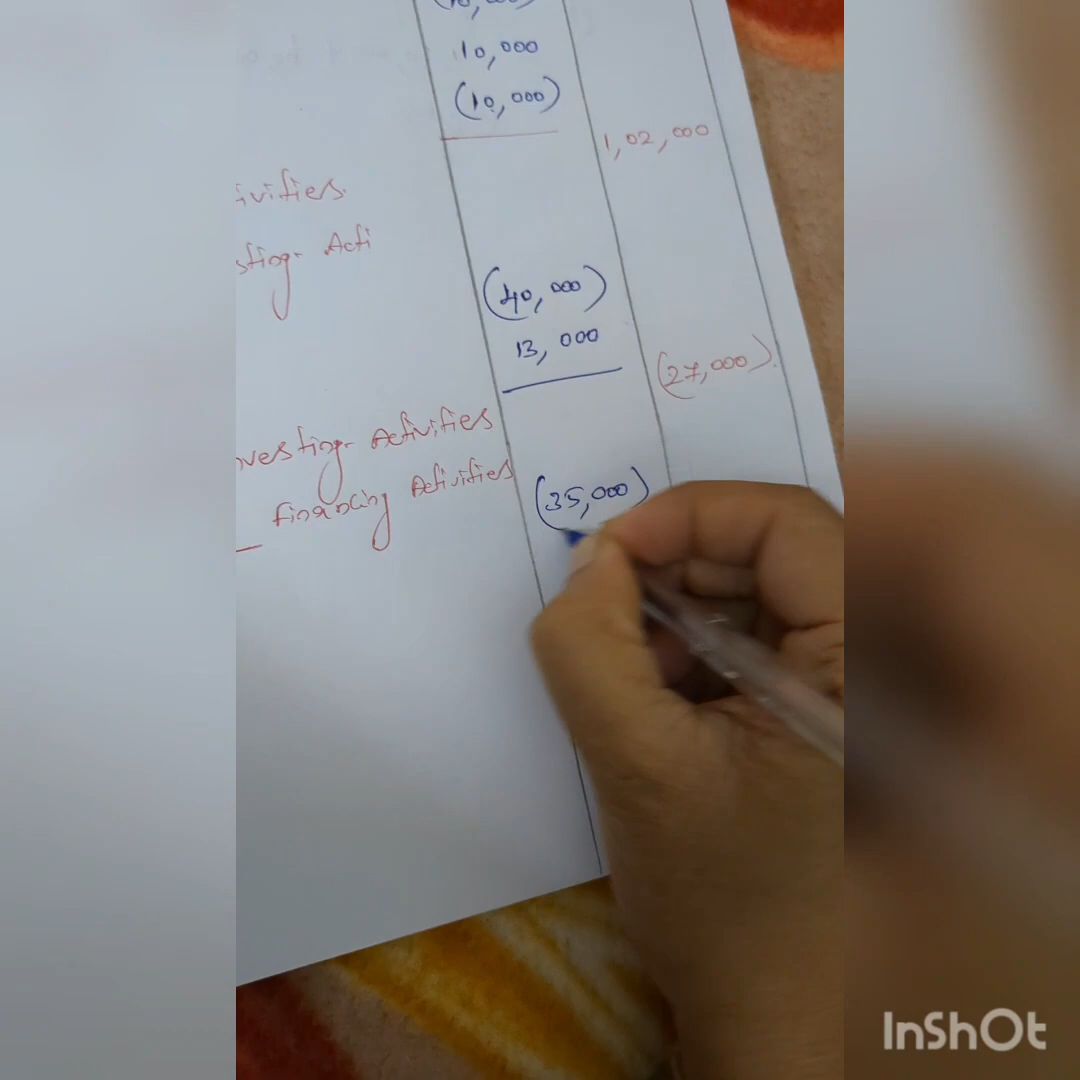 10,000
(10,000)
1,02,000
ivities.
sting. Acti
(40,000)
13,000
(27,000).
vesting. Activities
financing Activities (35,000)
InShOt